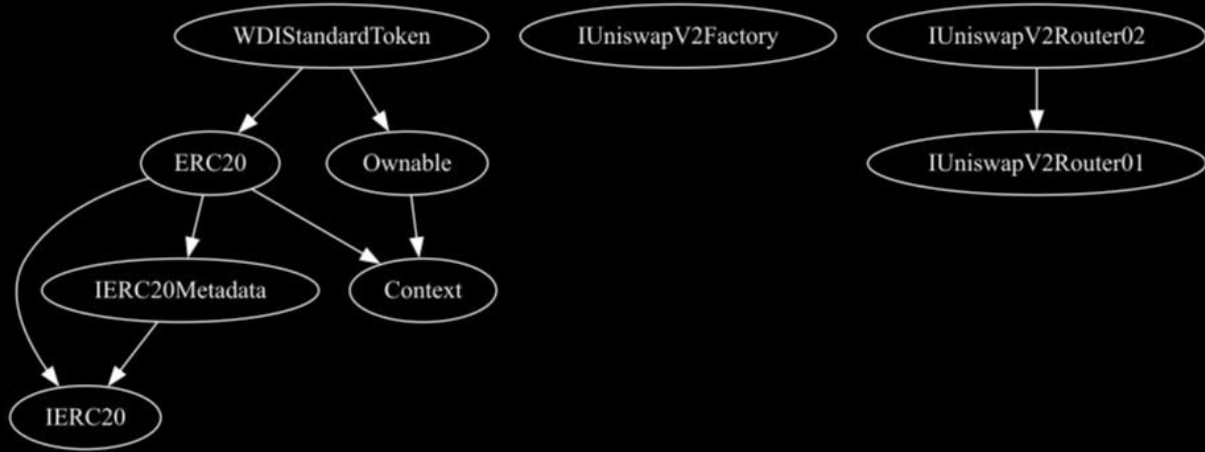 WDIStandardToken
IUniswapV2Factory
IUniswapV2Router02
ERC20
Ownable
IUniswapV2Router01
IERC20Metadata
Context
IERC20